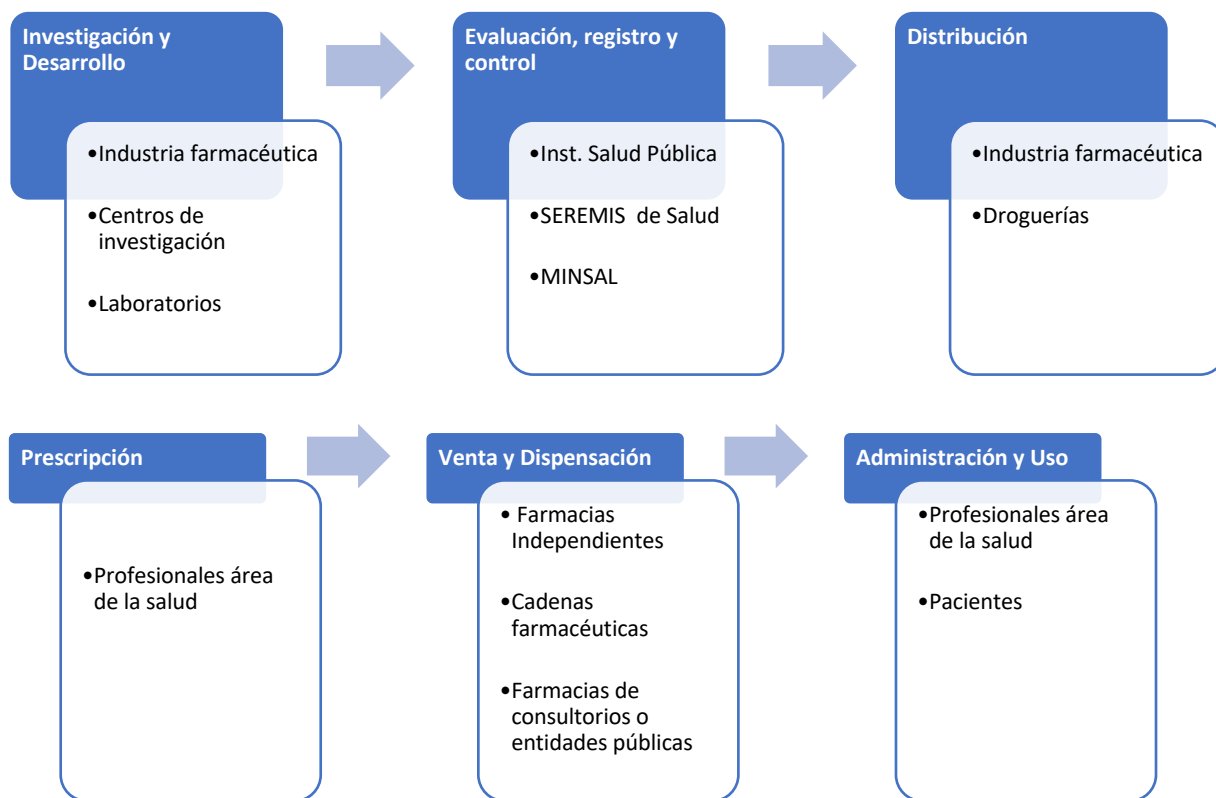 Investigación y
Desarrollo
•Industria farmacéutica
•Centros de
investigación
•Laboratorios
Evaluación, registro y
control
•Inst. Salud Pública
•SEREMIS de Salud
•MINSAL
Distribución
•Industria farmacéutica
•Droguerías
Prescripción
•Profesionales área
de la salud
Venta y Dispensación
• Farmacias
Independientes
•Cadenas
farmacéuticas
•Farmacias de
consultorios o
entidades públicas
Administración y Uso
•Profesionales área
de la salud
•Pacientes